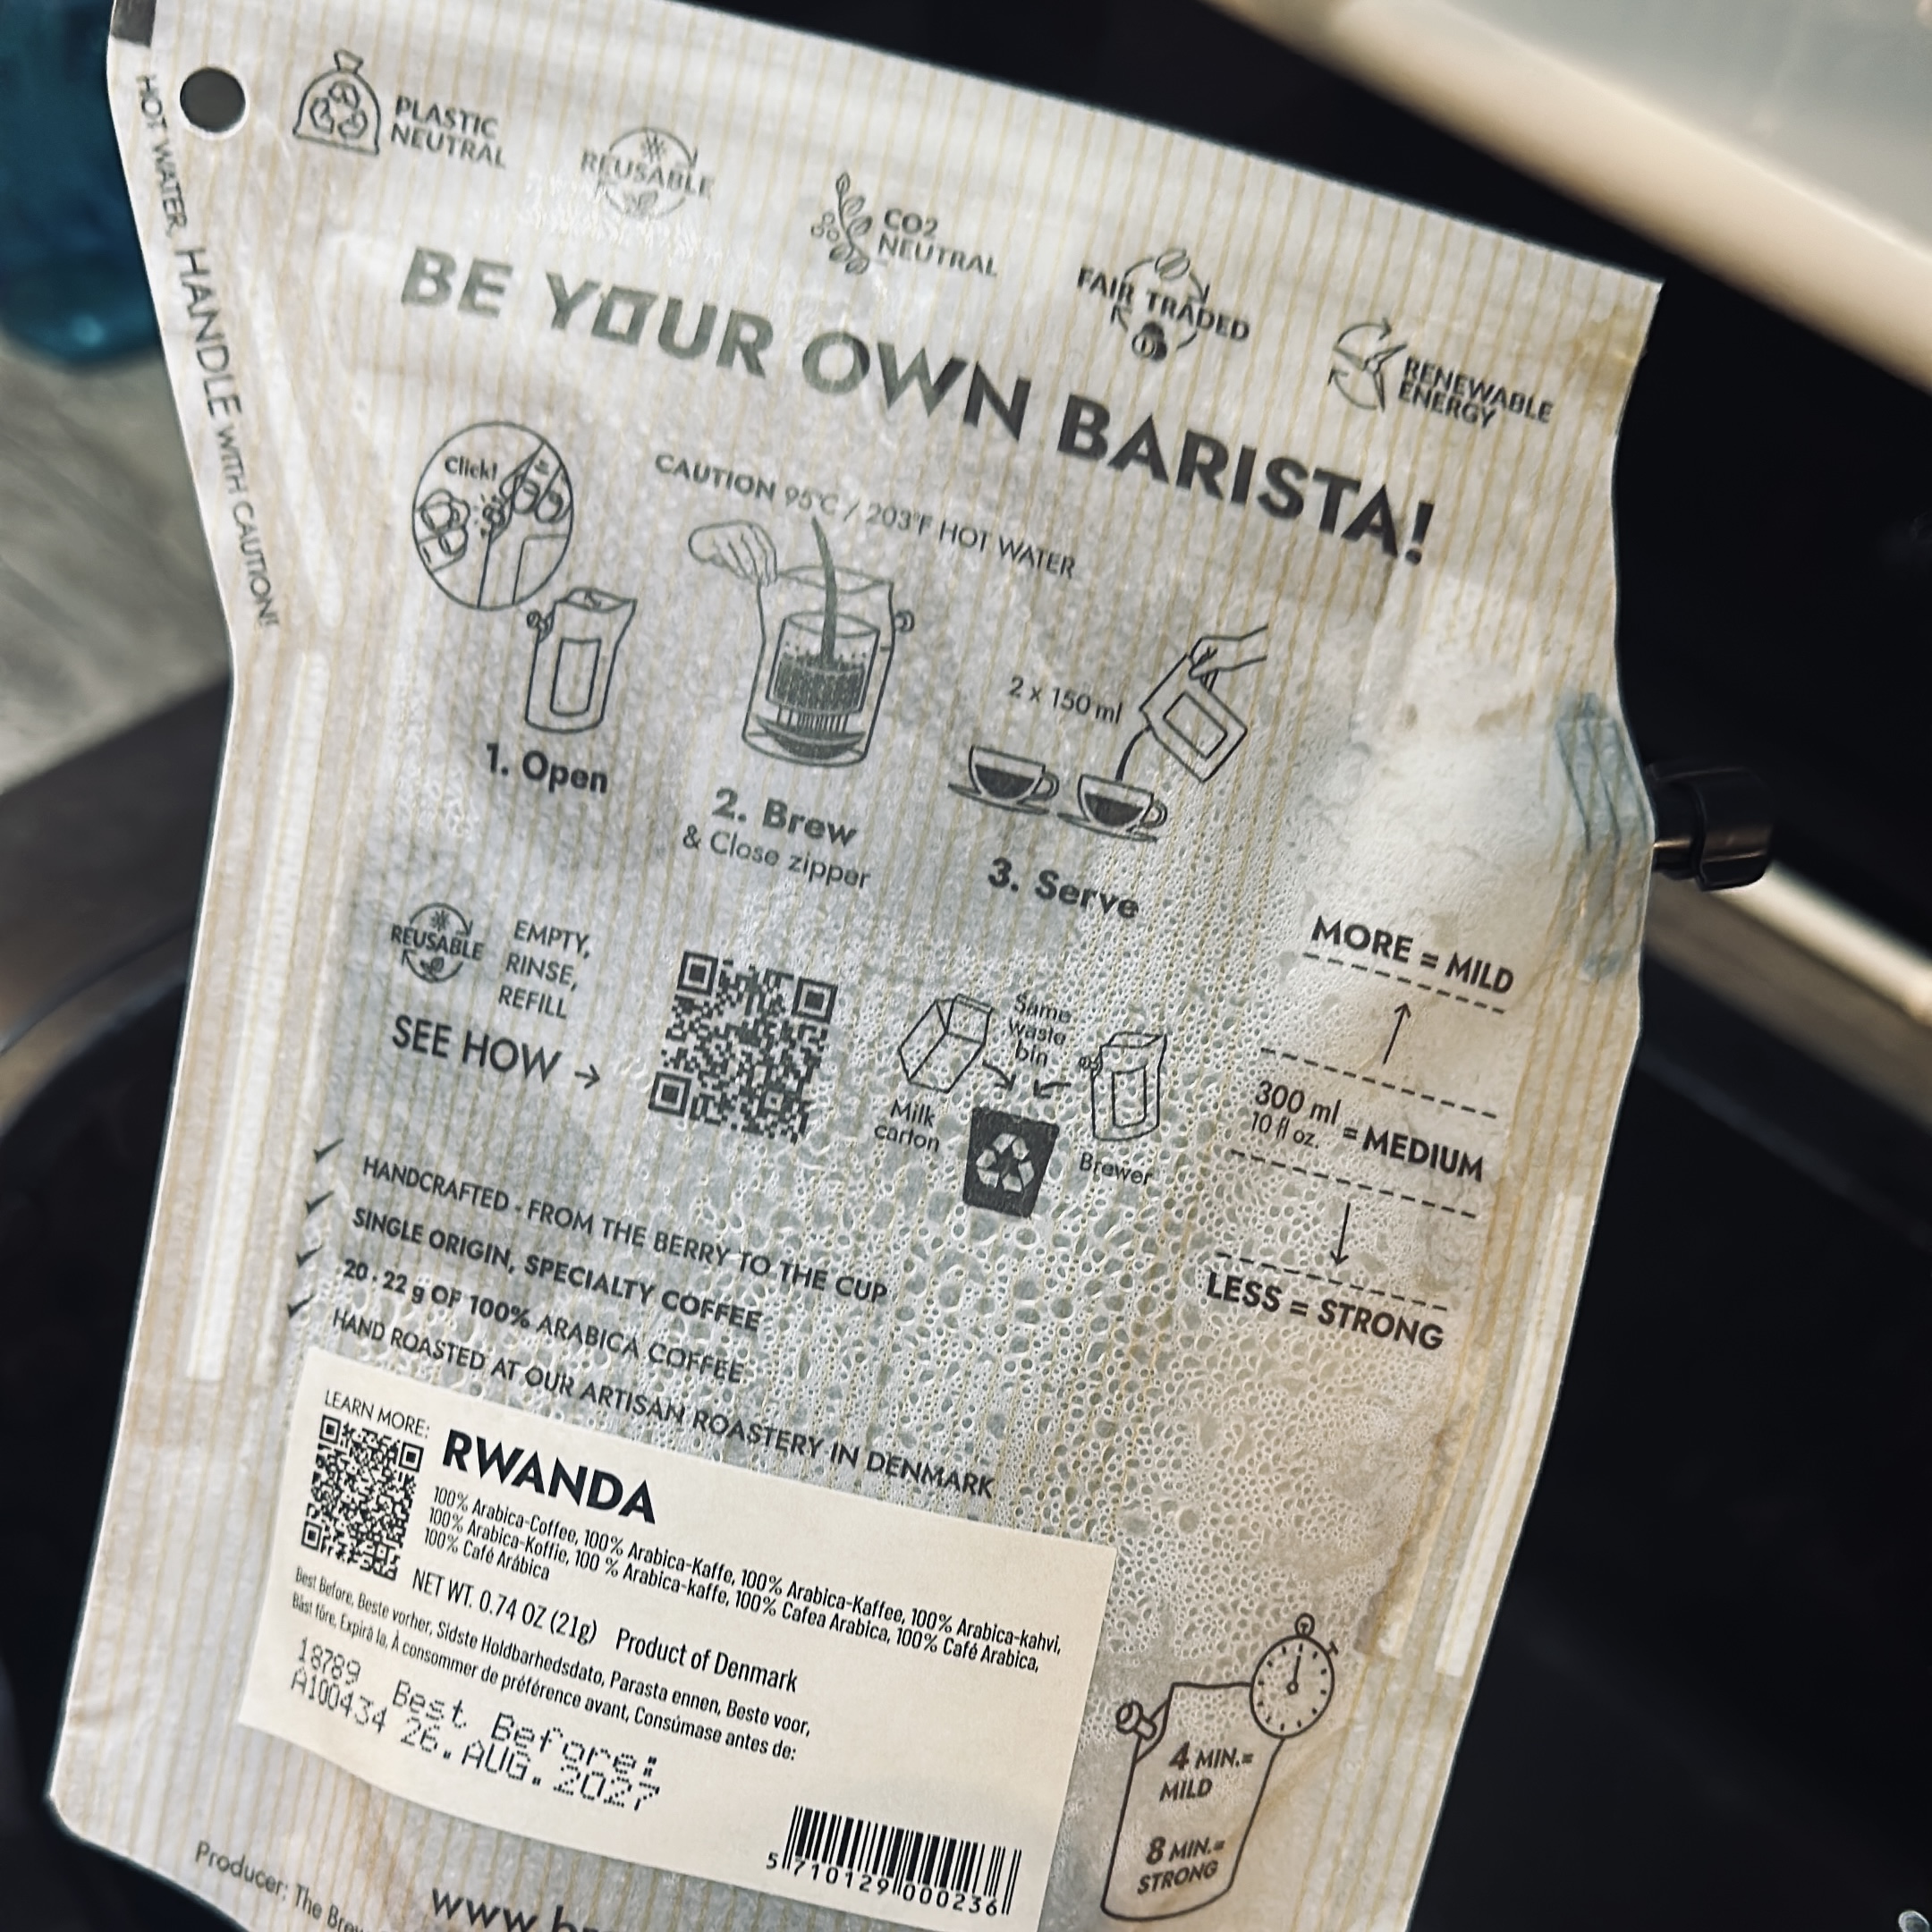 HOT WATER, HANDLE WITH CAUTION!
PLASTIC
NEUTRAL
REUSABLE
CO2
NEUTRAL
FAIR TRADED
RENEWABLE
ENERGY
BE YOUR OWN BARISTA!
CAUTION 95°C / 203°F HOT WATER
Click!
1. Open
2. Brew
& Close zipper
2 x 150 ml
3. Serve
REUSABLE
EMPTY,
RINSE,
REFILL
SEE HOW →
Same
waste
bin
Milk
carton
Brewer
MORE = MILD
300 ml
10 fl oz.
= MEDIUM
LESS = STRONG
✓ HANDCRAFTED - FROM THE BERRY TO THE CUP
✓ SINGLE ORIGIN, SPECIALTY COFFEE
✓ 20 - 22 g OF 100% ARABICA COFFEE
✓ HAND ROASTED AT OUR ARTISAN ROASTERY IN DENMARK
LEARN MORE:
RWANDA
100% Arabica-Coffee, 100% Arabica-Kaffe, 100% Arabica-Kaffee, 100% Arabica-kahvi,
100% Arabica-Koffie, 100 % Arabica-kaffe, 100% Cafea Arabica, 100% Café Arabica,
100% Café Arábica
NET WT. 0.74 OZ (21g) Product of Denmark
Best Before, Beste vorher, Sidste Holdbarhedsdato, Parasta ennen, Beste voor,
Bäst före, Expiră la, À consommer de préférence avant, Consúmase antes de:
18789 Best Before:
A100434 26.AUG.2027
5 710129 000236
4 MIN.=
MILD
8 MIN.=
STRONG
Producer: The
www.